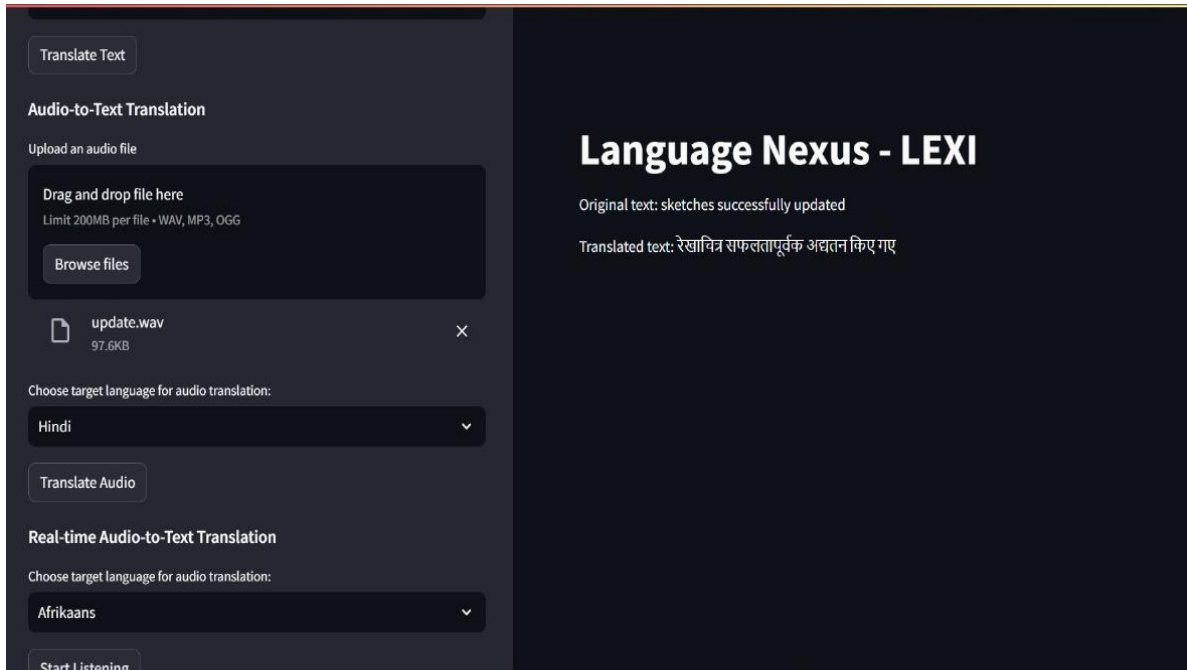 Translate Text
Audio-to-Text Translation
Upload an audio file
Drag and drop file here
Limit 200MB per file • WAV, MP3, OGG
Browse files
update.wav
97.6KB
Choose target language for audio translation:
Hindi
Translate Audio
Real-time Audio-to-Text Translation
Choose target language for audio translation:
Afrikaans
Start Listening
Language Nexus - LEXI
Original text: sketches successfully updated
Translated text: रेखाचित्र सफलतापूर्वक अद्यतन किए गए